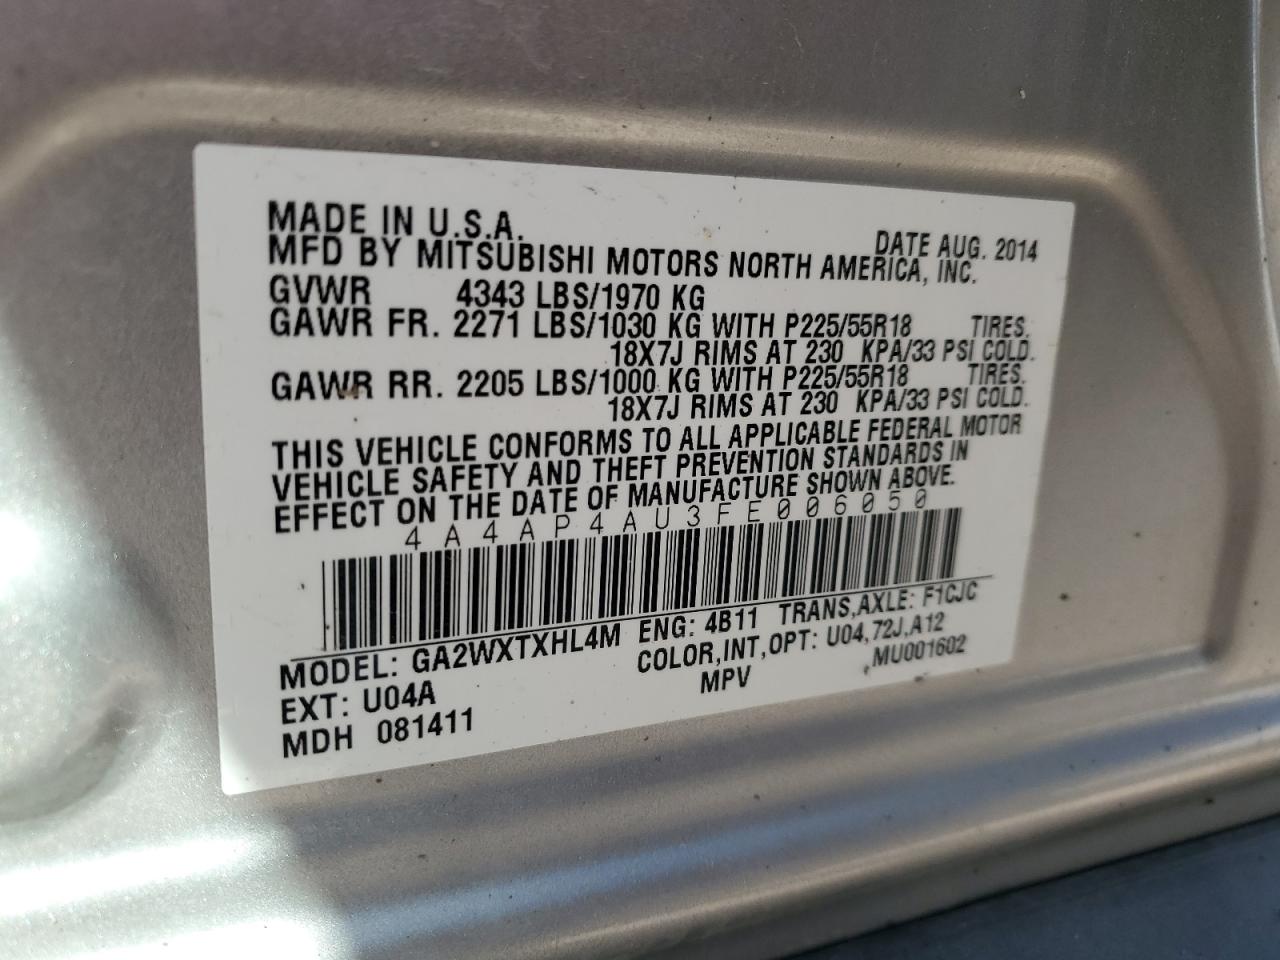 MADE IN U.S.A.
DATE AUG. 2014
MFD BY MITSUBISHI MOTORS NORTH AMERICA, INC.
GVWR 4343 LBS/1970 KG
GAWR FR. 2271 LBS/1030 KG WITH P225/55R18 TIRES.
18X7J RIMS AT 230 KPA/33 PSI COLD.
GAWR RR. 2205 LBS/1000 KG WITH P225/55R18 TIRES.
18X7J RIMS AT 230 KPA/33 PSI COLD.
THIS VEHICLE CONFORMS TO ALL APPLICABLE FEDERAL MOTOR
VEHICLE SAFETY AND THEFT PREVENTION STANDARDS IN
EFFECT ON THE DATE OF MANUFACTURE SHOWN ABOVE.
4A4AP4AU3FE006050
MODEL: GA2WXTXHL4M ENG: 4B11 TRANS,AXLE: F1CJC
EXT: U04A COLOR,INT,OPT: U04,72J,A12
MDH 081411 MPV MU001602